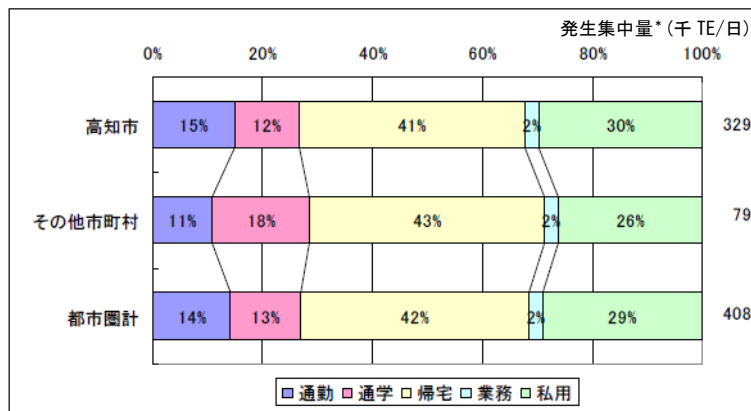 発生集中量*(千 TE/日)
0% 20% 40% 60% 80% 100%
高知市 15% 12% 41% 2% 30% 329
その他市町村 11% 18% 43% 2% 26% 79
都市圏計 14% 13% 42% 2% 29% 408
通勤 通学 帰宅 業務 私用